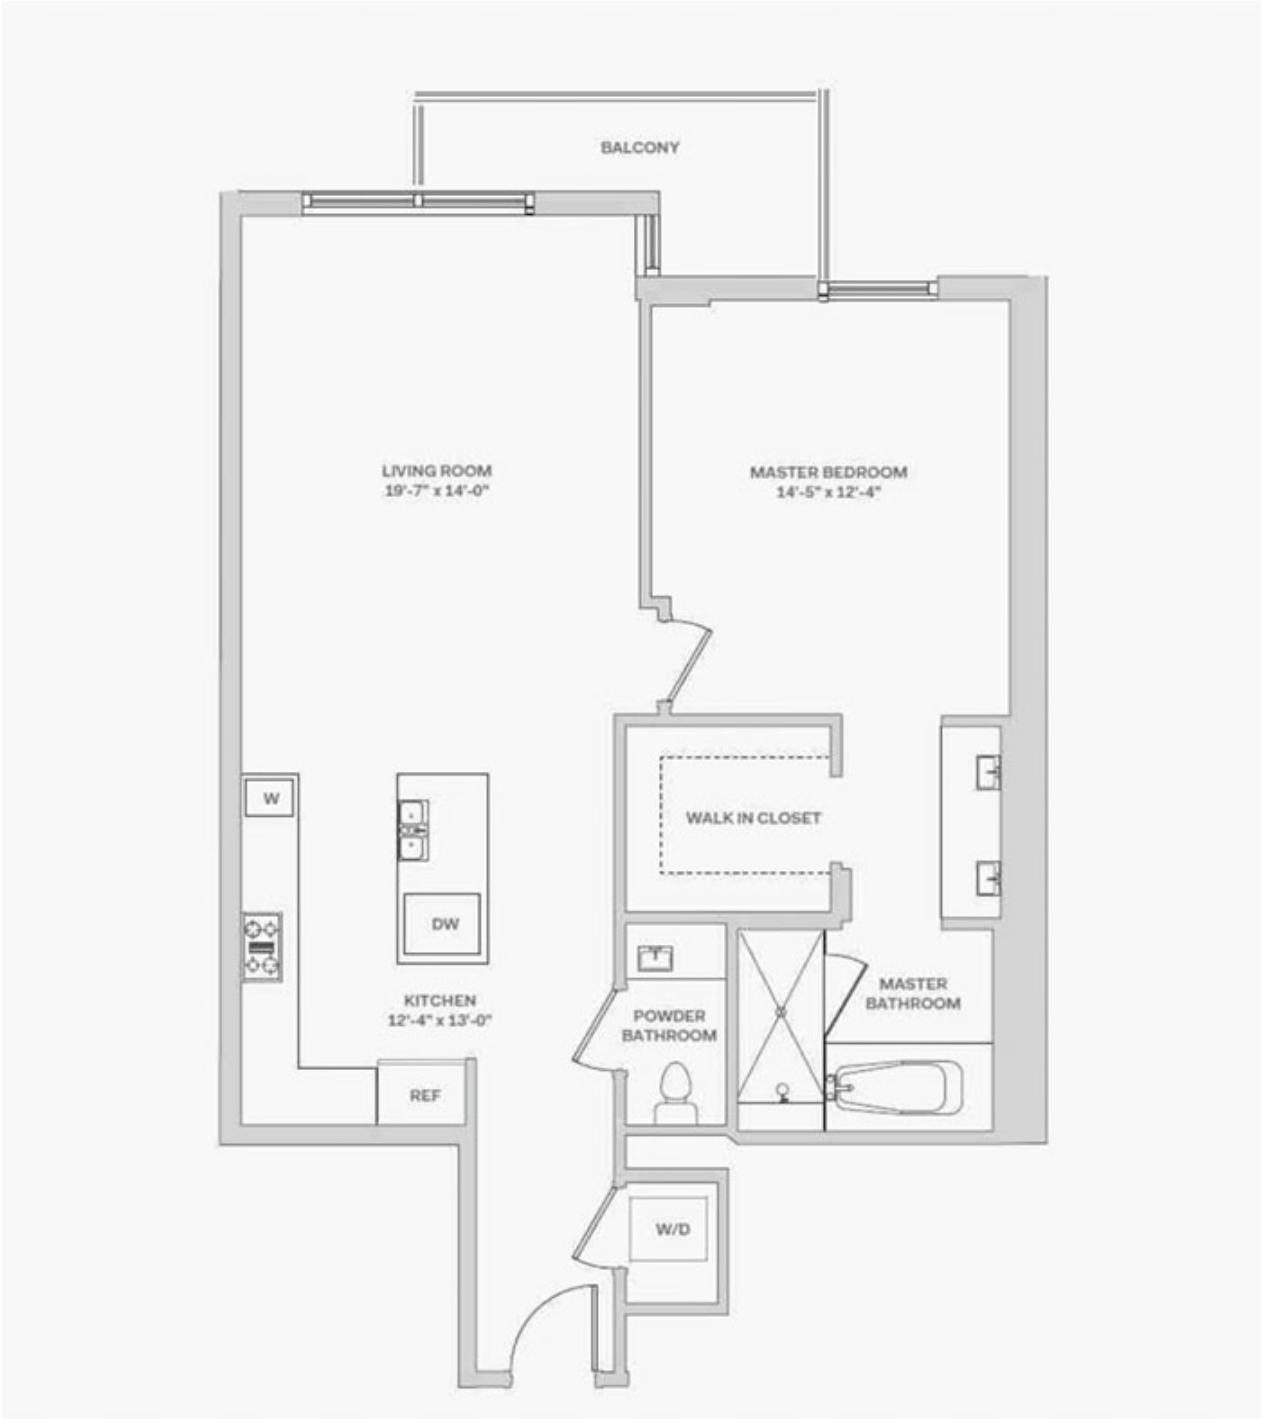 BALCONY
LIVING ROOM
19'-7" x 14'-0"
MASTER BEDROOM
14'-5" x 12'-4"
W
WALK IN CLOSET
DW
KITCHEN
12'-4" x 13'-0"
POWDER
BATHROOM
MASTER
BATHROOM
REF
W/D